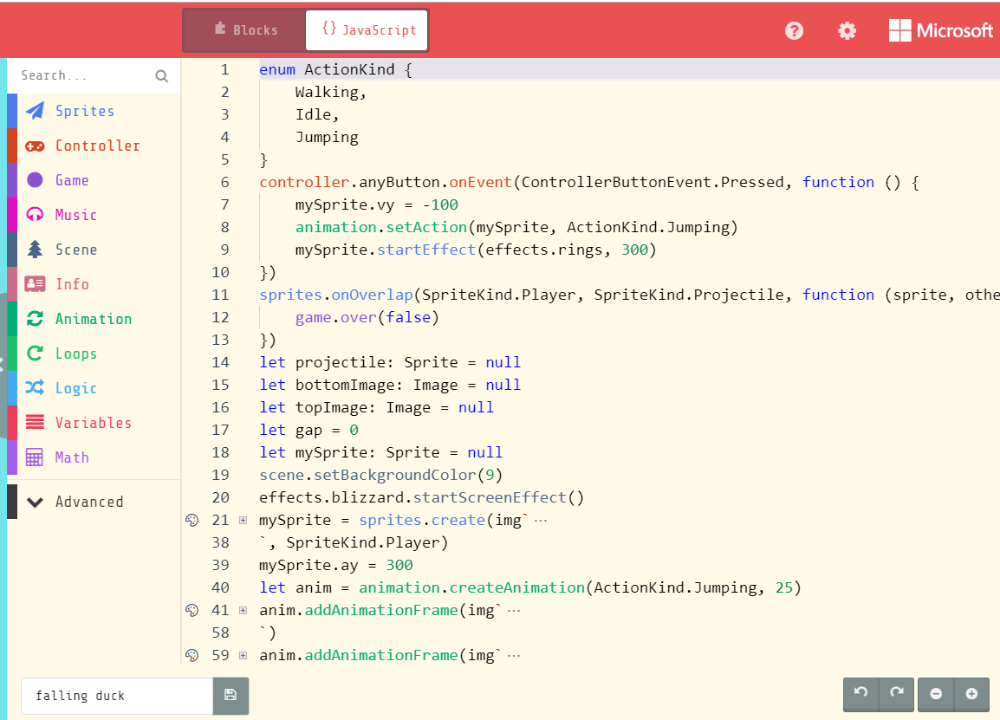 Blocks
{} JavaScript
Microsoft
Search...
Sprites
Controller
Game
Music
Scene
Info
Animation
Loops
Logic
Variables
Math
Advanced
1 enum ActionKind {
2     Walking,
3     Idle,
4     Jumping
5 }
6 controller.anyButton.onEvent(ControllerButtonEvent.Pressed, function () {
7     mySprite.vy = -100
8     animation.setAction(mySprite, ActionKind.Jumping)
9     mySprite.startEffect(effects.rings, 300)
10 })
11 sprites.onOverlap(SpriteKind.Player, SpriteKind.Projectile, function (sprite, othe
12     game.over(false)
13 })
14 let projectile: Sprite = null
15 let bottomImage: Image = null
16 let topImage: Image = null
17 let gap = 0
18 let mySprite: Sprite = null
19 scene.setBackgroundColor(9)
20 effects.blizzard.startScreenEffect()
21 mySprite = sprites.create(img` ...
38 `, SpriteKind.Player)
39 mySprite.ay = 300
40 let anim = animation.createAnimation(ActionKind.Jumping, 25)
41 anim.addAnimationFrame(img` ...
58 `)
59 anim.addAnimationFrame(img` ...
falling duck